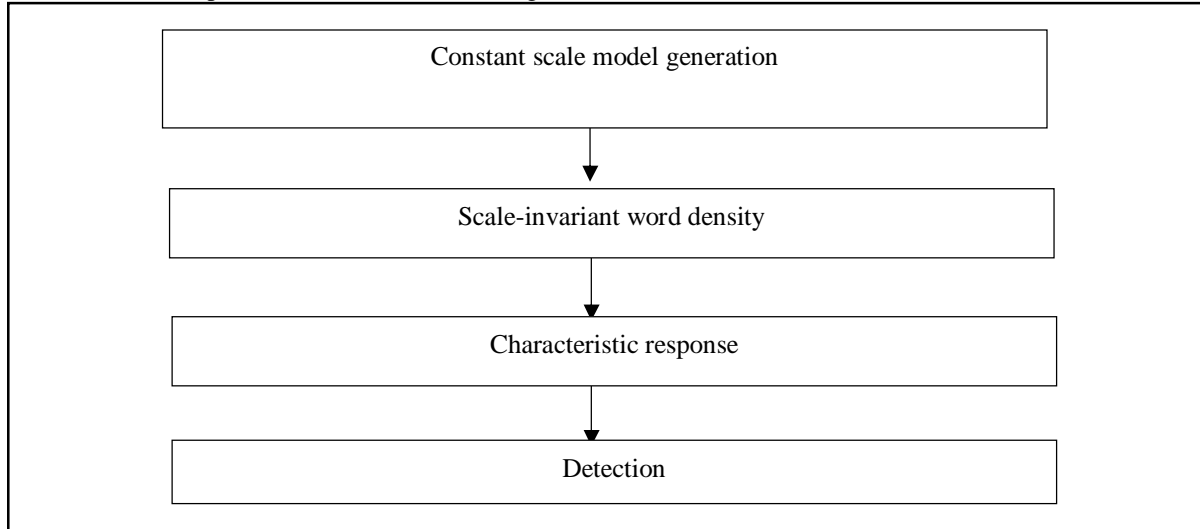 Constant scale model generation
Scale-invariant word density
Characteristic response
Detection